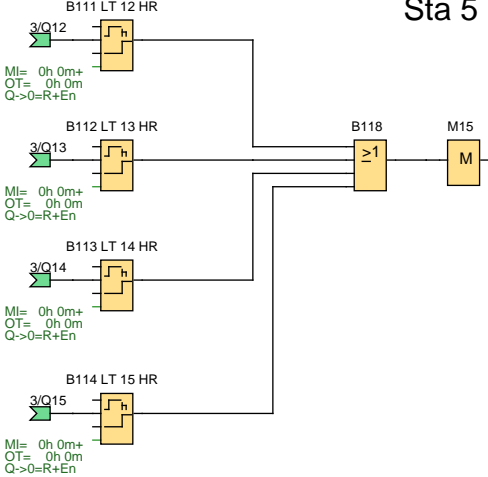 B111 LT 12 HR
Sta 5
3/Q12
h
MI= 0h 0m+
OT= 0h 0m
Q->0=R+En
B112 LT 13 HR
B118
M15
3/Q13
h
≥1
M
MI= 0h 0m+
OT= 0h 0m
Q->0=R+En
B113 LT 14 HR
3/Q14
h
MI= 0h 0m+
OT= 0h 0m
Q->0=R+En
B114 LT 15 HR
3/Q15
h
MI= 0h 0m+
OT= 0h 0m
Q->0=R+En